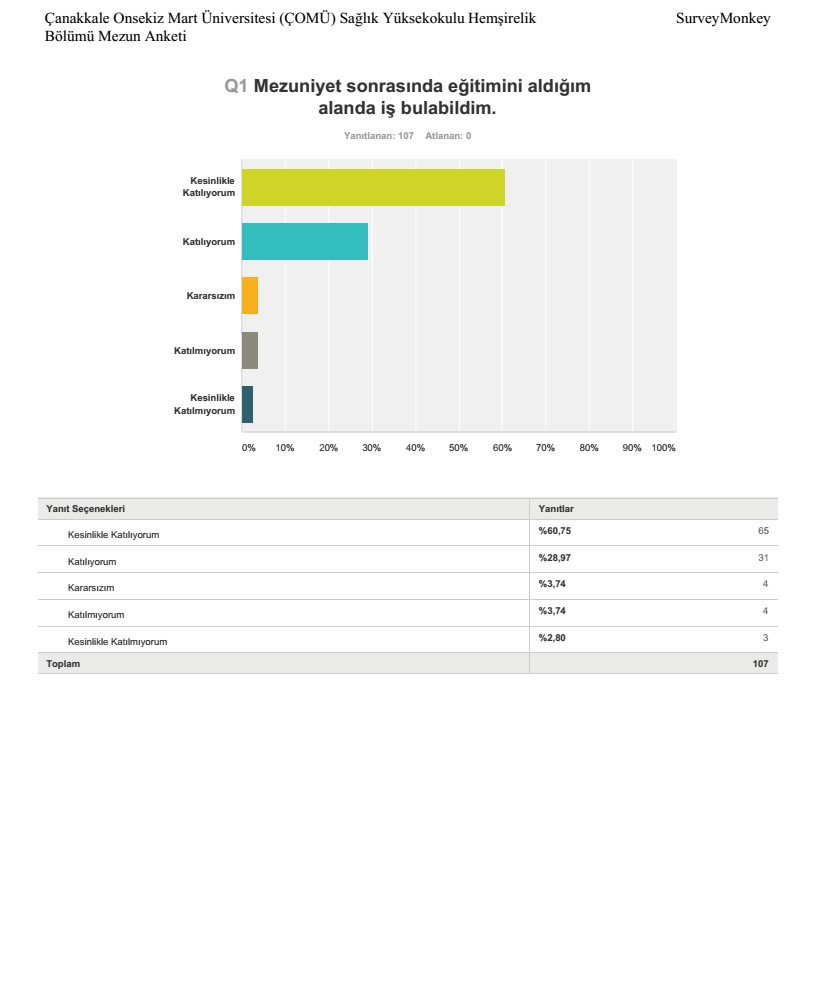 Çanakkale Onsekiz Mart Üniversitesi (ÇOMÜ) Sağlık Yüksekokulu Hemşirelik
Bölümü Mezun Anketi
SurveyMonkey
Q1 Mezuniyet sonrasında eğitimini aldığım
alanda iş bulabildim.
Yanıtlanan: 107 Atlanan: 0
Kesinlikle
Katılıyorum
Katılıyorum
Kararsızım
Katılmıyorum
Kesinlikle
Katılmıyorum
0% 10% 20% 30% 40% 50% 60% 70% 80% 90% 100%
Yanıt Seçenekleri Yanıtlar
Kesinlikle Katılıyorum %60,75 65
Katılıyorum %28,97 31
Kararsızım %3,74 4
Katılmıyorum %3,74 4
Kesinlikle Katılmıyorum %2,80 3
Toplam 107